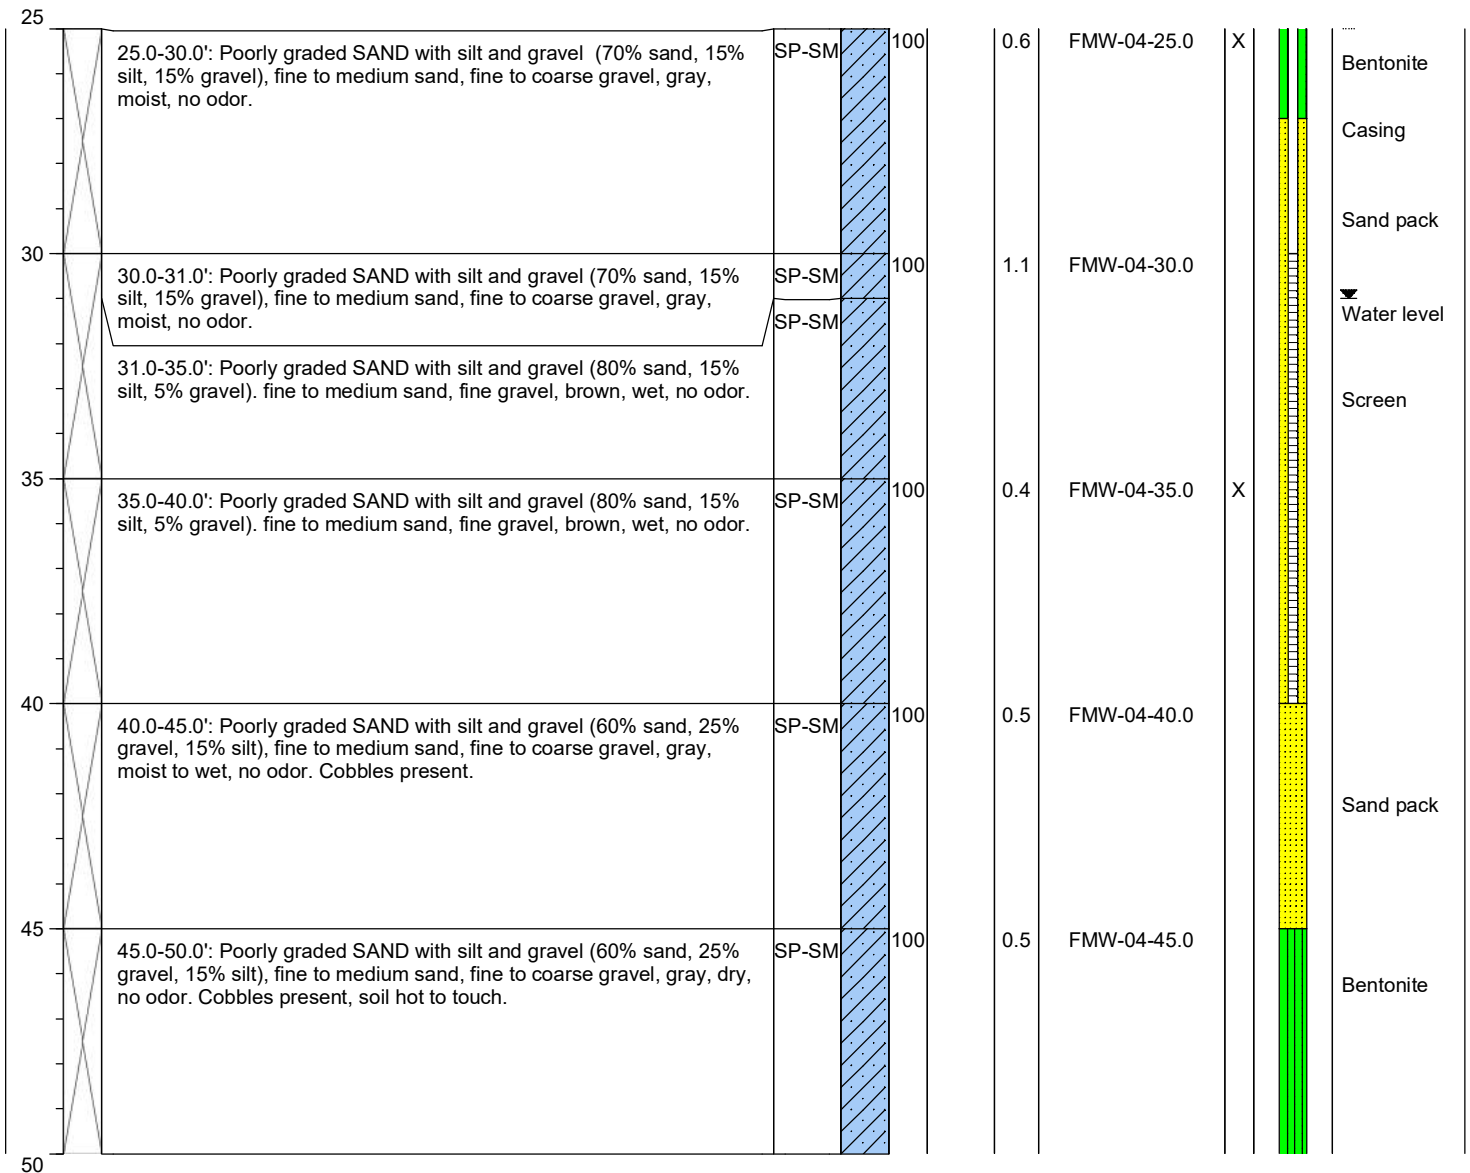 25
25.0-30.0': Poorly graded SAND with silt and gravel  (70% sand, 15%
silt, 15% gravel), fine to medium sand, fine to coarse gravel, gray,
moist, no odor.
SP-SM
100
0.6
FMW-04-25.0
X
Bentonite
Casing
Sand pack
30
30.0-31.0': Poorly graded SAND with silt and gravel (70% sand, 15%
silt, 15% gravel), fine to medium sand, fine to coarse gravel, gray,
moist, no odor.
SP-SM
SP-SM
100
1.1
FMW-04-30.0
Water level
31.0-35.0': Poorly graded SAND with silt and gravel (80% sand, 15%
silt, 5% gravel). fine to medium sand, fine gravel, brown, wet, no odor.
Screen
35
35.0-40.0': Poorly graded SAND with silt and gravel (80% sand, 15%
silt, 5% gravel). fine to medium sand, fine gravel, brown, wet, no odor.
SP-SM
100
0.4
FMW-04-35.0
X
40
40.0-45.0': Poorly graded SAND with silt and gravel (60% sand, 25%
gravel, 15% silt), fine to medium sand, fine to coarse gravel, gray,
moist to wet, no odor. Cobbles present.
SP-SM
100
0.5
FMW-04-40.0
Sand pack
45
45.0-50.0': Poorly graded SAND with silt and gravel (60% sand, 25%
gravel, 15% silt), fine to medium sand, fine to coarse gravel, gray, dry,
no odor. Cobbles present, soil hot to touch.
SP-SM
100
0.5
FMW-04-45.0
Bentonite
50